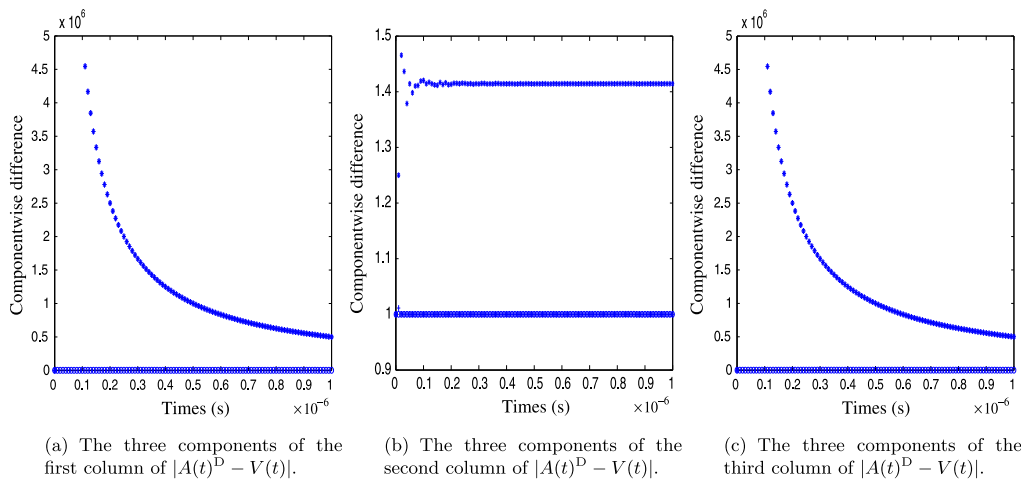 × 10⁶
5
4.5
4
3.5
3
2.5
2
1.5
1
0.5
0
0 0.1 0.2 0.3 0.4 0.5 0.6 0.7 0.8 0.9 1
Componentwise difference
Times (s)
×10⁻⁶
(a) The three components of the
first column of |A(t)ᴰ − V(t)|.
1.5
1.4
1.3
1.2
1.1
1
0.9
0 0.1 0.2 0.3 0.4 0.5 0.6 0.7 0.8 0.9 1
Componentwise difference
Times (s)
×10⁻⁶
(b) The three components of the
second column of |A(t)ᴰ − V(t)|.
× 10⁶
5
4.5
4
3.5
3
2.5
2
1.5
1
0.5
0
0 0.1 0.2 0.3 0.4 0.5 0.6 0.7 0.8 0.9 1
Componentwise difference
Times (s)
×10⁻⁶
(c) The three components of the
third column of |A(t)ᴰ − V(t)|.